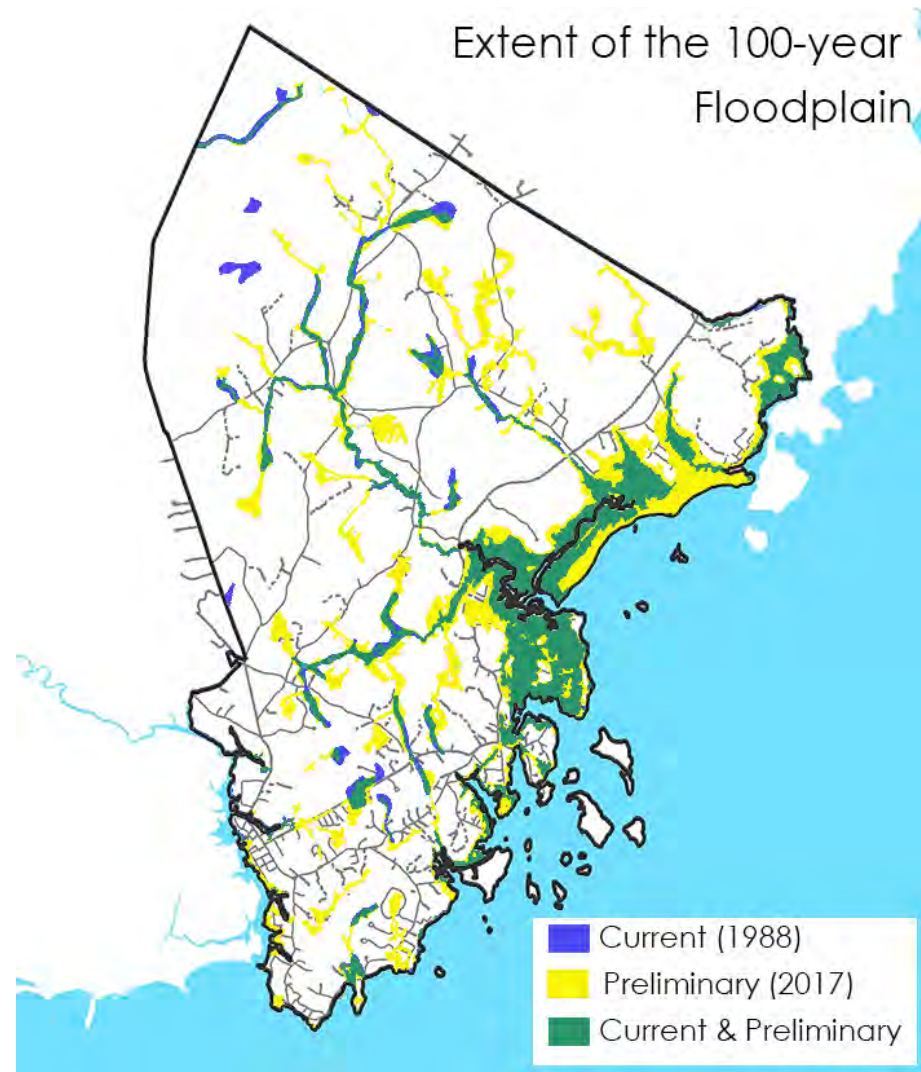 Extent of the 100-year
Floodplain
Current (1988)
Preliminary (2017)
Current & Preliminary